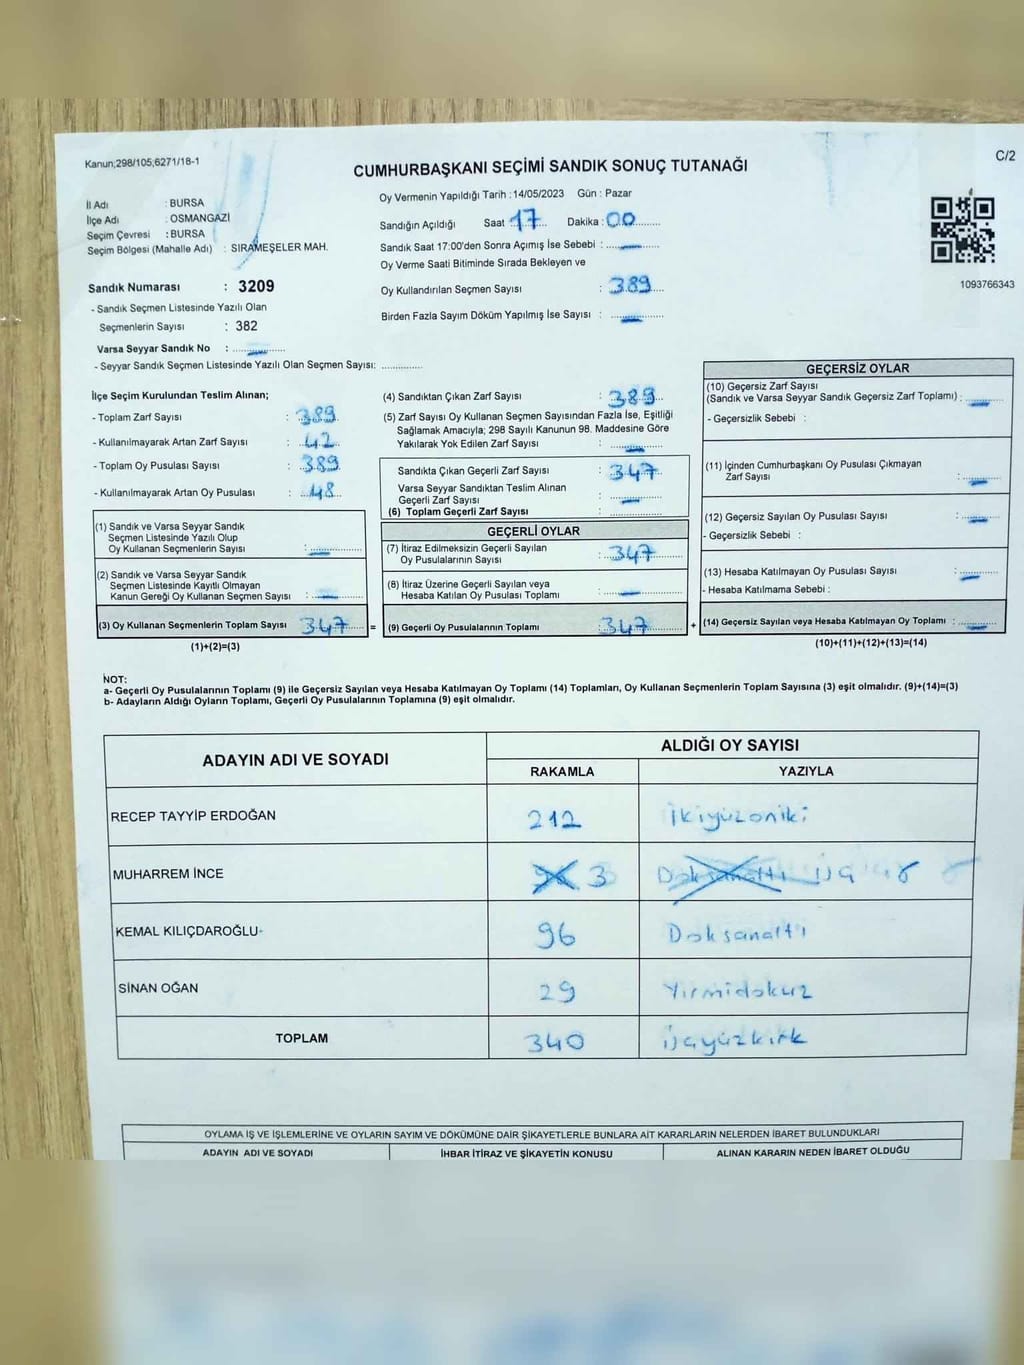 Kanun;298/105,6271/18-1
C/2
CUMHURBAŞKANI SEÇİMİ SANDIK SONUÇ TUTANAĞI
İl Adı : BURSA
İlçe Adı : OSMANGAZİ
Seçim Çevresi : BURSA
Seçim Bölgesi (Mahalle Adı) : SIRAMEŞELER MAH.
Sandık Numarası : 3209
- Sandık Seçmen Listesinde Yazılı Olan
Seçmenlerin Sayısı : 382
Varsa Seyyar Sandık No :
- Seyyar Sandık Seçmen Listesinde Yazılı Olan Seçmen Sayısı:
Oy Vermenin Yapıldığı Tarih : 14/05/2023 Gün : Pazar
Sandığın Açıldığı Saat 17 Dakika : 00
Sandık Saat 17:00'den Sonra Açımış İse Sebebi :
Oy Verme Saati Bitiminde Sırada Bekleyen ve
Oy Kullandırılan Seçmen Sayısı : 389
Birden Fazla Sayım Döküm Yapılmış İse Sayısı :
1093766343
İlçe Seçim Kurulundan Teslim Alınan;
- Toplam Zarf Sayısı : 389
- Kullanılmayarak Artan Zarf Sayısı : 42
- Toplam Oy Pusulası Sayısı : 389
- Kullanılmayarak Artan Oy Pusulası : 48
(1) Sandık ve Varsa Seyyar Sandık
Seçmen Listesinde Yazılı Olup
Oy Kullanan Seçmenlerin Sayısı :
(2) Sandık ve Varsa Seyyar Sandık
Seçmen Listesinde Kayıtlı Olmayan
Kanun Gereği Oy Kullanan Seçmen Sayısı :
(3) Oy Kullanan Seçmenlerin Toplam Sayısı 347 =
(1)+(2)=(3)
(4) Sandıktan Çıkan Zarf Sayısı : 389
(5) Zarf Sayısı Oy Kullanan Seçmen Sayısından Fazla İse, Eşitliği
Sağlamak Amacıyla; 298 Sayılı Kanunun 98. Maddesine Göre
Yakılarak Yok Edilen Zarf Sayısı :
Sandıkta Çıkan Geçerli Zarf Sayısı : 347
Varsa Seyyar Sandıktan Teslim Alınan
Geçerli Zarf Sayısı :
(6) Toplam Geçerli Zarf Sayısı :
GEÇERLİ OYLAR
(7) İtiraz Edilmeksizin Geçerli Sayılan
Oy Pusulalarının Sayısı : 347
(8) İtiraz Üzerine Geçerli Sayılan veya
Hesaba Katılan Oy Pusulası Toplamı :
(9) Geçerli Oy Pusulalarının Toplamı : 347 +
GEÇERSİZ OYLAR
(10) Geçersiz Zarf Sayısı
(Sandık ve Varsa Seyyar Sandık Geçersiz Zarf Toplamı) :
- Geçersizlik Sebebi :
(11) İçinden Cumhurbaşkanı Oy Pusulası Çıkmayan
Zarf Sayısı :
(12) Geçersiz Sayılan Oy Pusulası Sayısı :
- Geçersizlik Sebebi :
(13) Hesaba Katılmayan Oy Pusulası Sayısı :
- Hesaba Katılmama Sebebi :
(14) Geçersiz Sayılan veya Hesaba Katılmayan Oy Toplamı :
(10)+(11)+(12)+(13)=(14)
NOT:
a- Geçerli Oy Pusulalarının Toplamı (9) ile Geçersiz Sayılan veya Hesaba Katılmayan Oy Toplamı (14) Toplamları, Oy Kullanan Seçmenlerin Toplam Sayısına (3) eşit olmalıdır. (9)+(14)=(3)
b- Adayların Aldığı Oyların Toplamı, Geçerli Oy Pusulalarının Toplamına (9) eşit olmalıdır.
ADAYIN ADI VE SOYADI ALDIĞI OY SAYISI
RAKAMLA YAZIYLA
RECEP TAYYİP ERDOĞAN 212 İkiyüzoniki
MUHARREM İNCE 96 3 Doksanaltı Üç
KEMAL KILIÇDAROĞLU 96 Doksanaltı
SİNAN OĞAN 29 Yirmidokuz
TOPLAM 340 üçyüzkırk
OYLAMA İŞ VE İŞLEMLERİNE VE OYLARIN SAYIM VE DÖKÜMÜNE DAİR ŞİKAYETLERLE BUNLARA AİT KARARLARIN NELERDEN İBARET BULUNDUKLARI
ADAYIN ADI VE SOYADI İHBAR İTİRAZ VE ŞİKAYETİN KONUSU ALINAN KARARIN NEDEN İBARET OLDUĞU